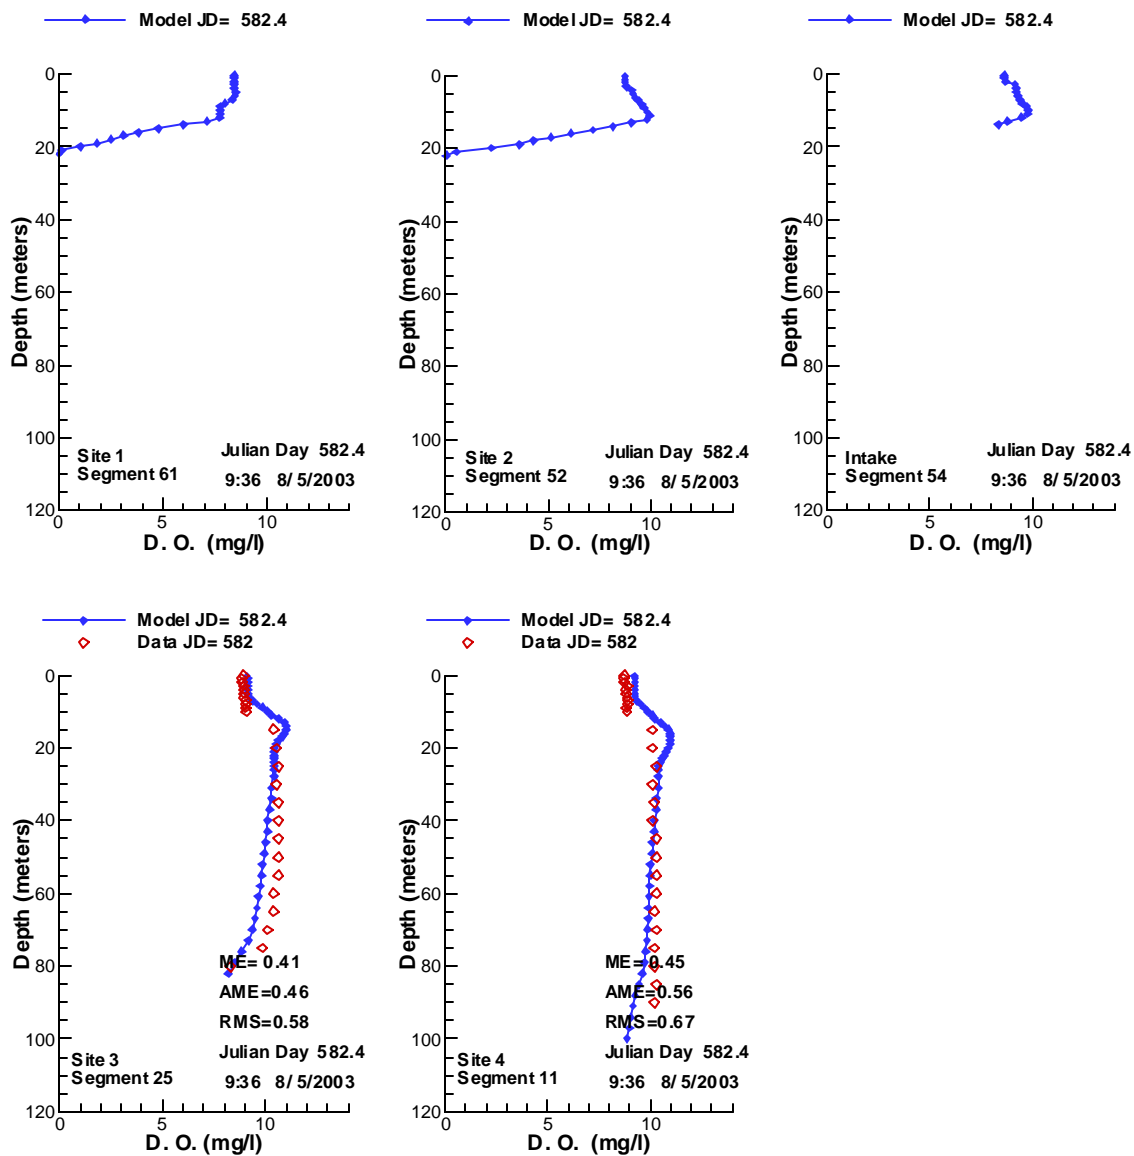 Model JD= 582.4
0
20
40
60
80
100
120
Depth (meters)
Site 1
Segment 61
Julian Day 582.4
9:36 8/ 5/2003
0 5 10
D. O. (mg/l)
Model JD= 582.4
0
20
40
60
80
100
120
Depth (meters)
Site 2
Segment 52
Julian Day 582.4
9:36 8/ 5/2003
0 5 10
D. O. (mg/l)
Model JD= 582.4
0
20
40
60
80
100
120
Depth (meters)
Intake
Segment 54
Julian Day 582.4
9:36 8/ 5/2003
0 5 10
D. O. (mg/l)
Model JD= 582.4
Data JD= 582
0
20
40
60
80
100
120
Depth (meters)
ME= 0.41
AME=0.46
RMS=0.58
Site 3
Segment 25
Julian Day 582.4
9:36 8/ 5/2003
0 5 10
D. O. (mg/l)
Model JD= 582.4
Data JD= 582
0
20
40
60
80
100
120
Depth (meters)
ME=0.45
AME=0.56
RMS=0.67
Site 4
Segment 11
Julian Day 582.4
9:36 8/ 5/2003
0 5 10
D. O. (mg/l)